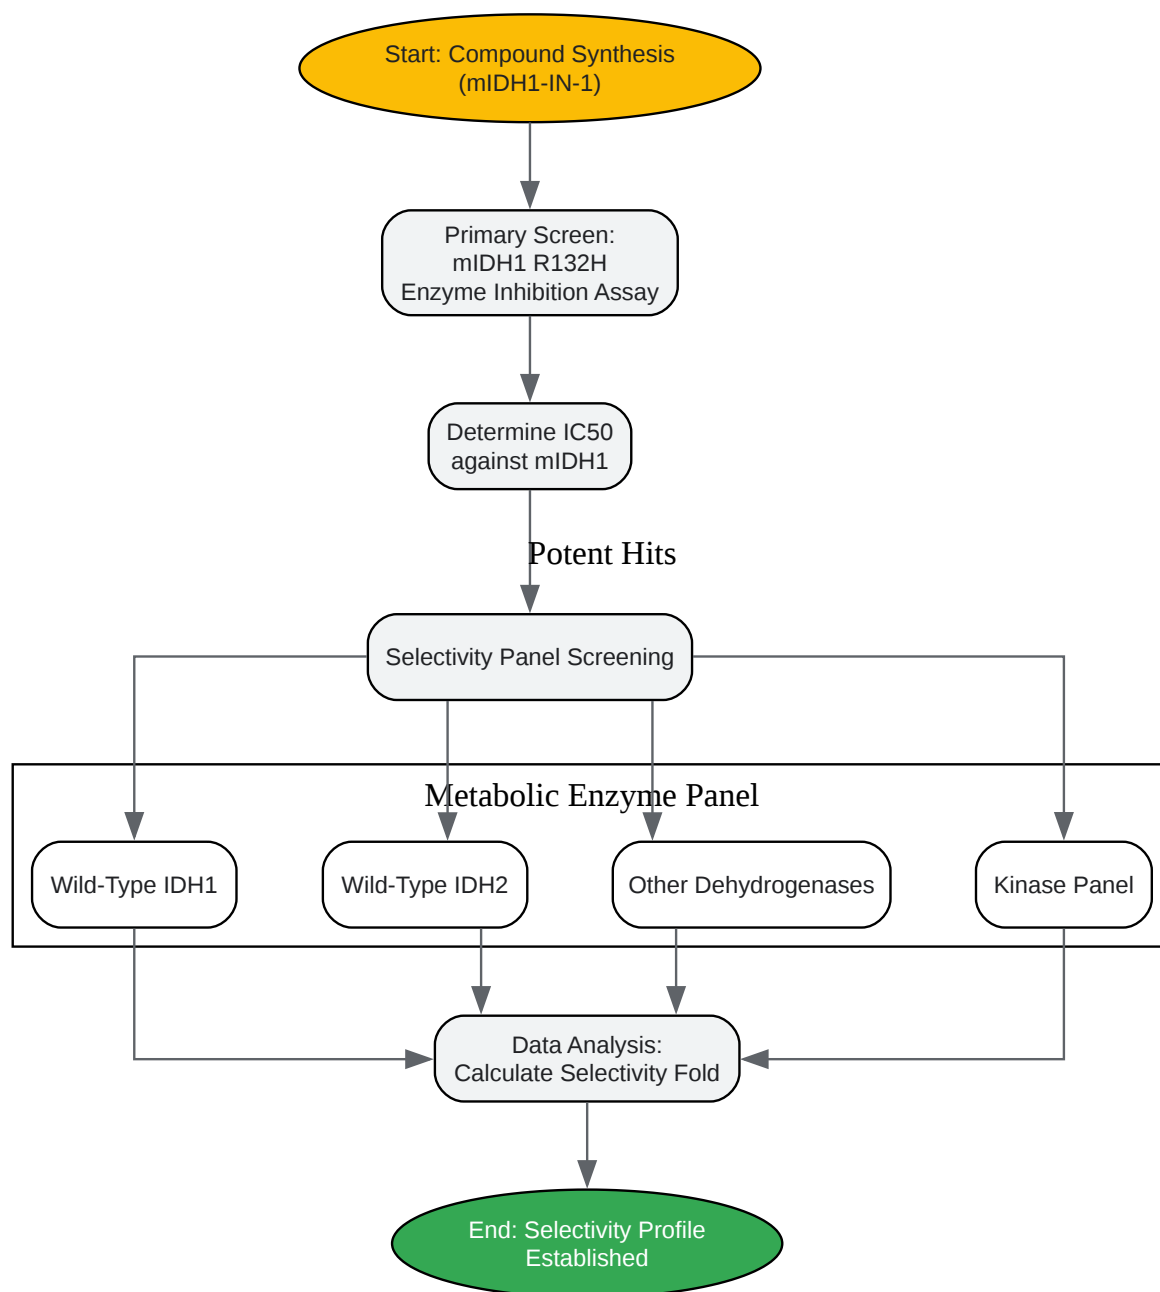 Start: Compound Synthesis
(mIDH1-IN-1)
Primary Screen:
mIDH1 R132H
Enzyme Inhibition Assay
Determine IC50
against mIDH1
Potent Hits
Selectivity Panel Screening
Metabolic Enzyme Panel
Wild-Type IDH1
Wild-Type IDH2
Other Dehydrogenases
Kinase Panel
Data Analysis:
Calculate Selectivity Fold
End: Selectivity Profile
Established